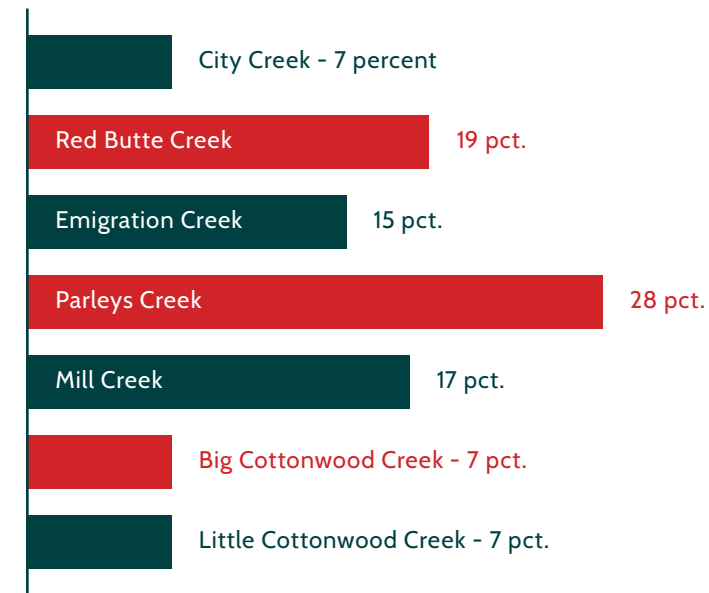 City Creek - 7 percent
Red Butte Creek 19 pct.
Emigration Creek 15 pct.
Parleys Creek 28 pct.
Mill Creek 17 pct.
Big Cottonwood Creek - 7 pct.
Little Cottonwood Creek - 7 pct.